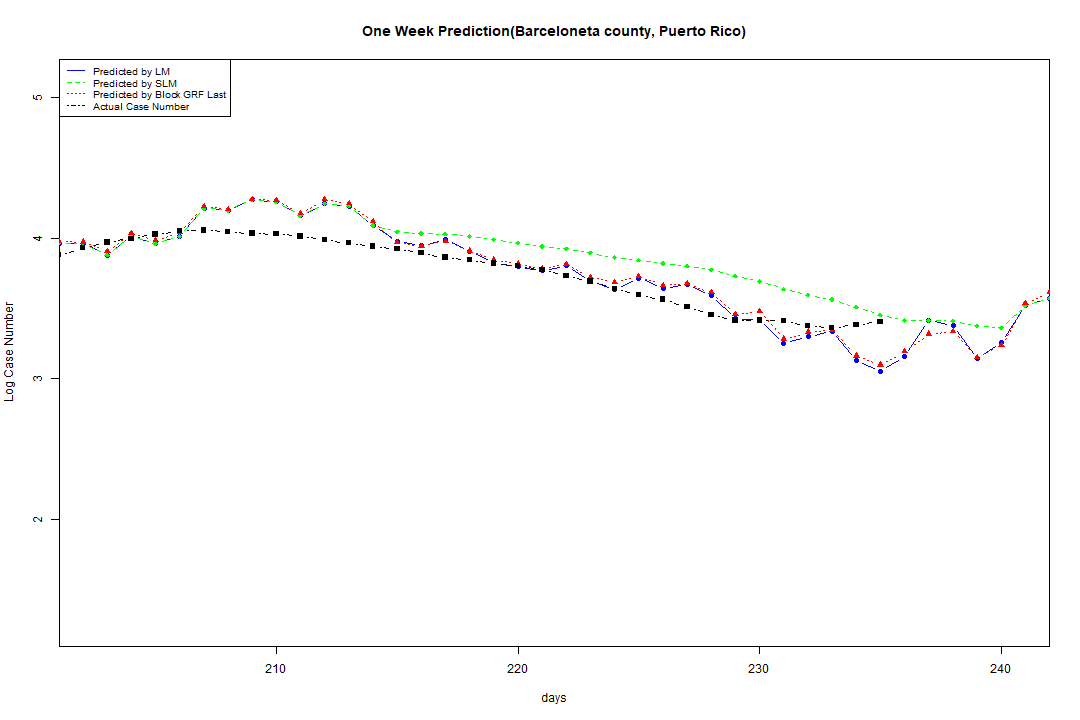 One Week Prediction(Barceloneta county, Puerto Rico)
Predicted by LM
Predicted by SLM
Predicted by Block GRF Last
Actual Case Number
5
4
3
2
Log Case Number
210
220
230
240
days